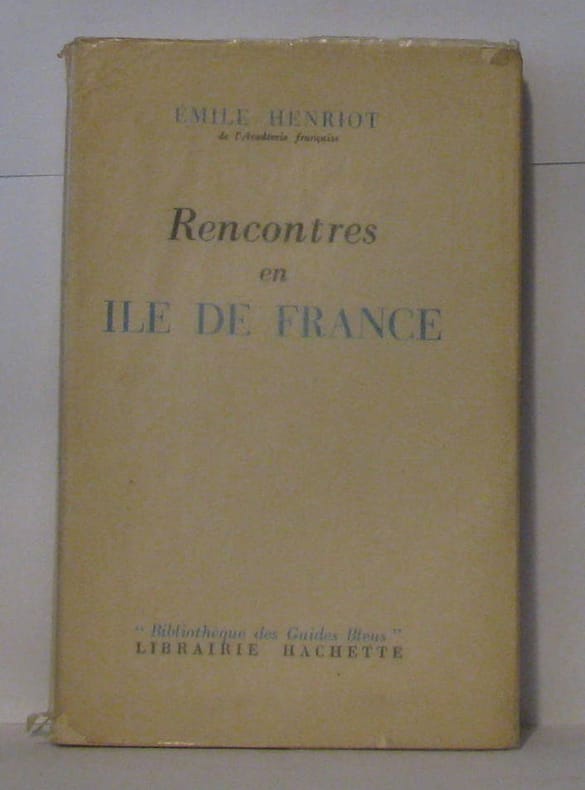 ÉMILE HENRIOT
de l'Académie française
Rencontres
en
ILE DE FRANCE
"Bibliothèque des Guides Bleus"
LIBRAIRIE HACHETTE